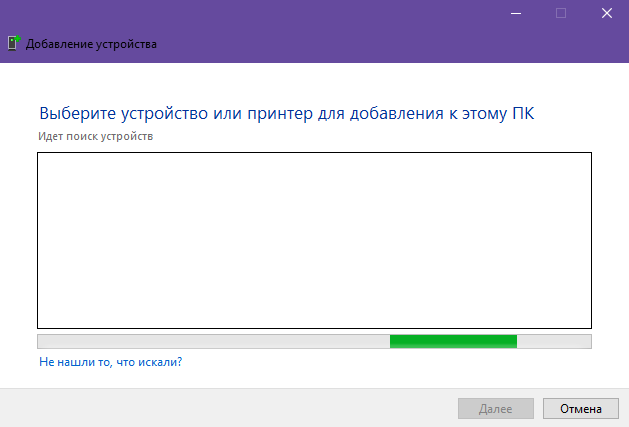 Добавление устройства
Выберите устройство или принтер для добавления к этому ПК
Идет поиск устройств
Не нашли то, что искали?
Далее
Отмена